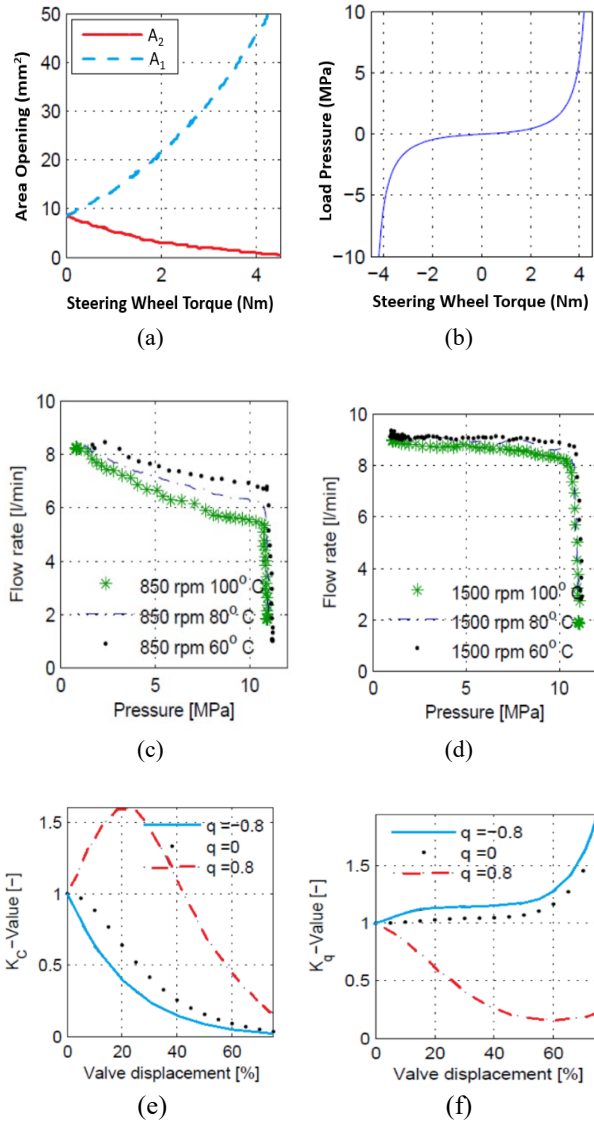 50
40
30
20
10
0
A₂
A₁
Area Opening (mm²)
0 2 4
Steering Wheel Torque (Nm)
(a)
10
5
0
−5
−10
Load Pressure (MPa)
−4 −2 0 2 4
Steering Wheel Torque (Nm)
(b)
10
8
6
4
2
0
Flow rate [l/min]
850 rpm 100° C
850 rpm 80° C
850 rpm 60° C
0 5 10
Pressure [MPa]
(c)
10
8
6
4
2
0
Flow rate [l/min]
1500 rpm 100° C
1500 rpm 80° C
1500 rpm 60° C
0 5 10
Pressure [MPa]
(d)
1.5
1
0.5
0
K_C−Value [−]
q =−0.8
q =0
q =0.8
0 20 40 60
Valve displacement [%]
(e)
1.5
1
0.5
0
K_q−Value [−]
q =−0.8
q =0
q =0.8
0 20 40 60
Valve displacement [%]
(f)